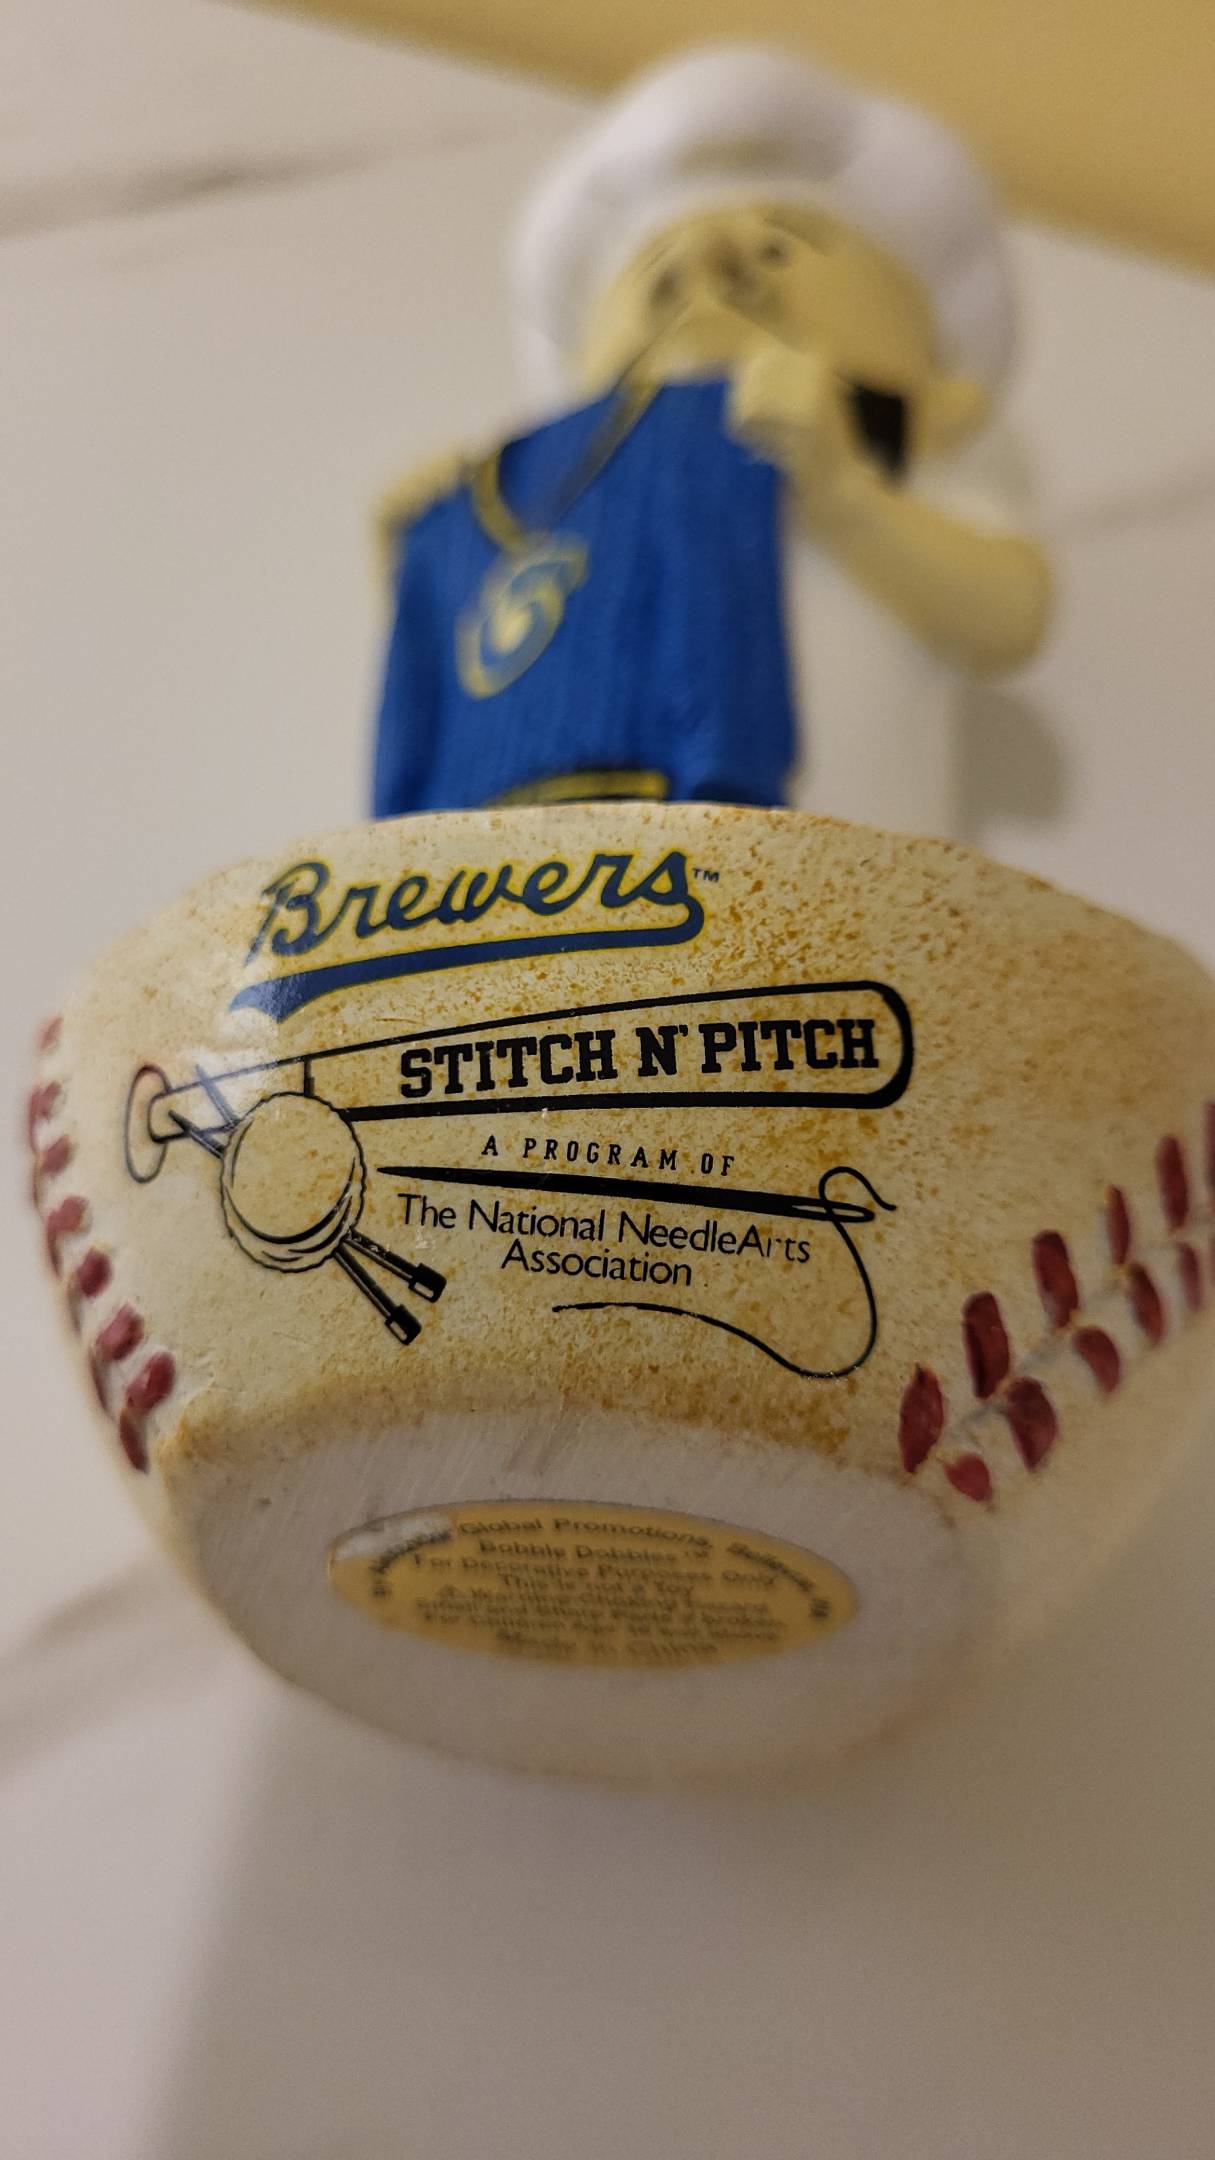 Brewers™
STITCH N' PITCH
A PROGRAM OF
The National NeedleArts
Association
Global Promotions,
Bobble Dobbles™
For Decorative Purposes Only
This is not a Toy
Made in China